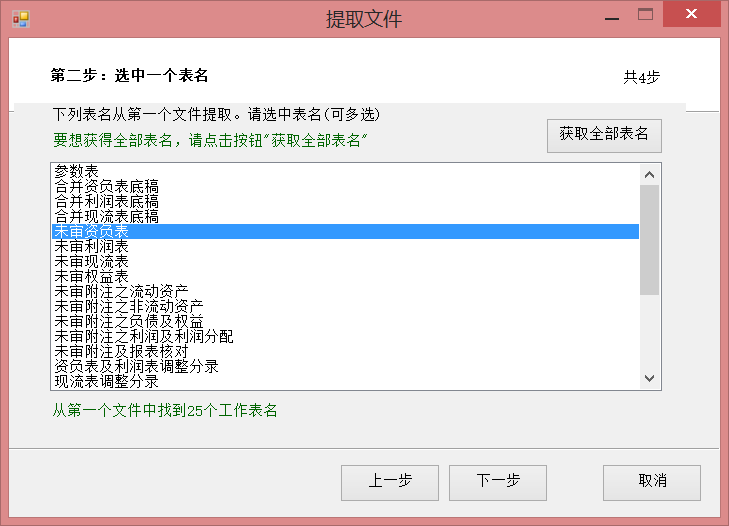 提取文件
第二步：选中一个表名
共4步
下列表名从第一个文件提取。请选中表名(可多选)
要想获得全部表名，请点击按钮"获取全部表名"
获取全部表名
参数表
合并资负表底稿
合并利润表底稿
合并现流表底稿
未审资负表
未审利润表
未审现流表
未审权益表
未审附注之流动资产
未审附注之非流动资产
未审附注之负债及权益
未审附注之利润及利润分配
未审附注及报表核对
资负表及利润表调整分录
现流表调整分录
从第一个文件中找到25个工作表名
上一步
下一步
取消